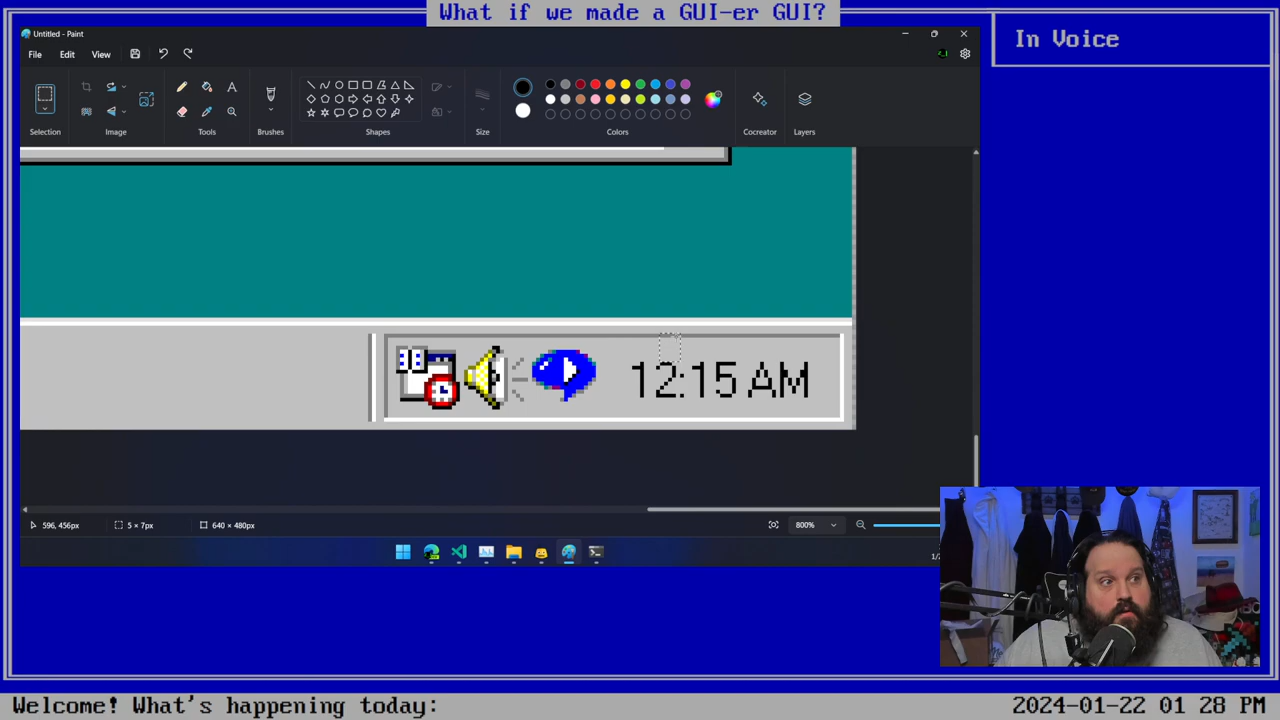 What if we made a GUI-er GUI?
In Voice
Untitled - Paint
File Edit View
Selection Image Tools Brushes Shapes Size Colors Cocreator Layers
12:15 AM
596, 456px 5 × 7px 640 × 480px 800%
Welcome! What's happening today: 2024-01-22 01 28 PM